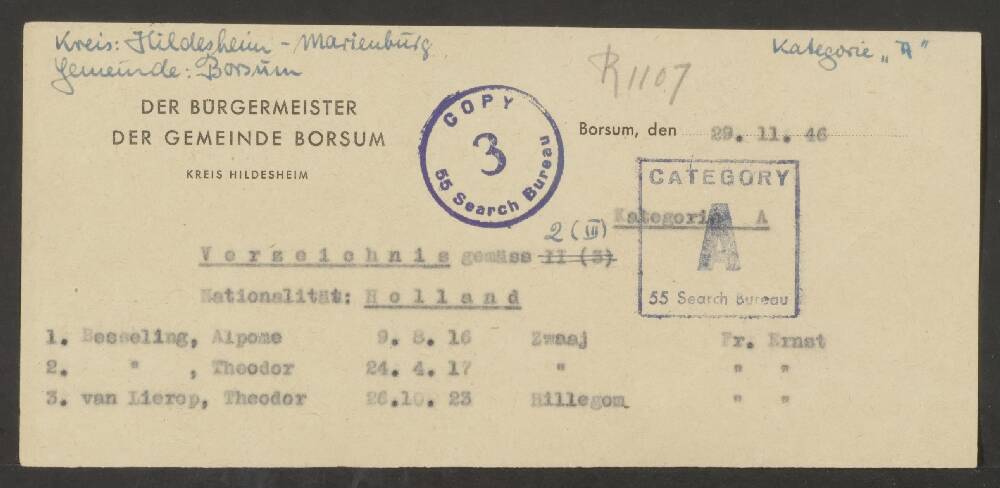 Kreis: Hildesheim - Marienburg
Gemeinde: Borsum
Kategorie „A"
R 1107
DER BÜRGERMEISTER
DER GEMEINDE BORSUM
KREIS HILDESHEIM
COPY
3
55 Search Bureau
Borsum, den 29. 11. 46
CATEGORY
A
55 Search Bureau
Kategorie A
2 (III)
Verzeichnis gemäss II (3)
Nationalität: Holland
1. Besseling, Alpome 9. 8. 16 Zwaaj Fr. Ernst
2. " , Theodor 24. 4. 17 " " "
3. van Lierop, Theodor 26.10. 23 Hillegom " "